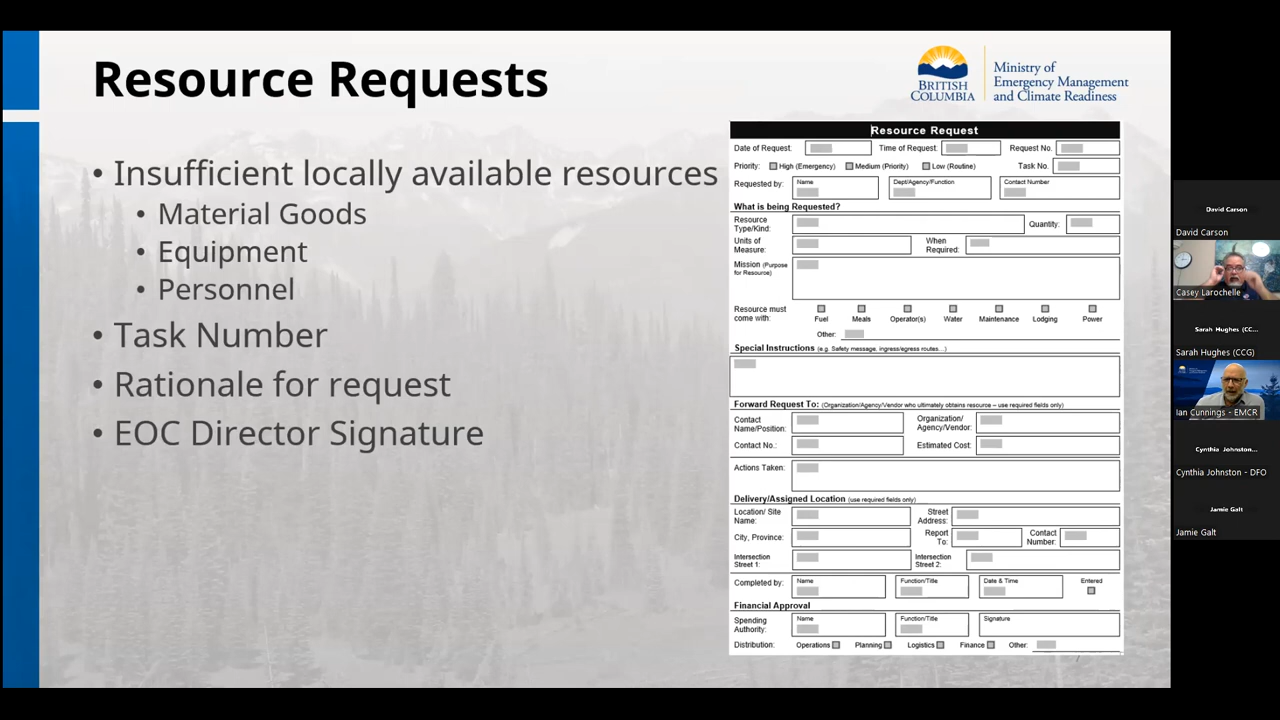 Resource Requests
BRITISH
COLUMBIA
Ministry of
Emergency Management
and Climate Readiness
• Insufficient locally available resources
• Material Goods
• Equipment
• Personnel
• Task Number
• Rationale for request
• EOC Director Signature
Resource Request
Date of Request: Time of Request: Request No.
Priority: High (Emergency) Medium (Priority) Low (Routine) Task No.
Requested by: Name Dept/Agency/Function Contact Number
What is being Requested?
Resource
Type/Kind: Quantity:
Units of
Measure: When
Required:
Mission (Purpose
for Resource)
Resource must
come with: Fuel Meals Operator(s) Water Maintenance Lodging Power
Other:
Special Instructions (e.g. Safety message, ingress/egress routes...)
Forward Request To: (Organization/Agency/Vendor who ultimately obtains resource – use required fields only)
Contact
Name/Position: Organization/
Agency/Vendor:
Contact No.: Estimated Cost:
Actions Taken:
Delivery/Assigned Location (use required fields only)
Location/ Site
Name: Street
Address:
City, Province: Report
To: Contact
Number:
Intersection
Street 1: Intersection
Street 2:
Completed by: Name Function/Title Date & Time Entered
Financial Approval
Spending
Authority: Name Function/Title Signature
Distribution: Operations Planning Logistics Finance Other:
David Carson
David Carson
Casey Larochelle
Sarah Hughes (CC...
Sarah Hughes (CCG)
Ian Cunnings - EMCR
Cynthia Johnston...
Cynthia Johnston - DFO
Jamie Galt
Jamie Galt